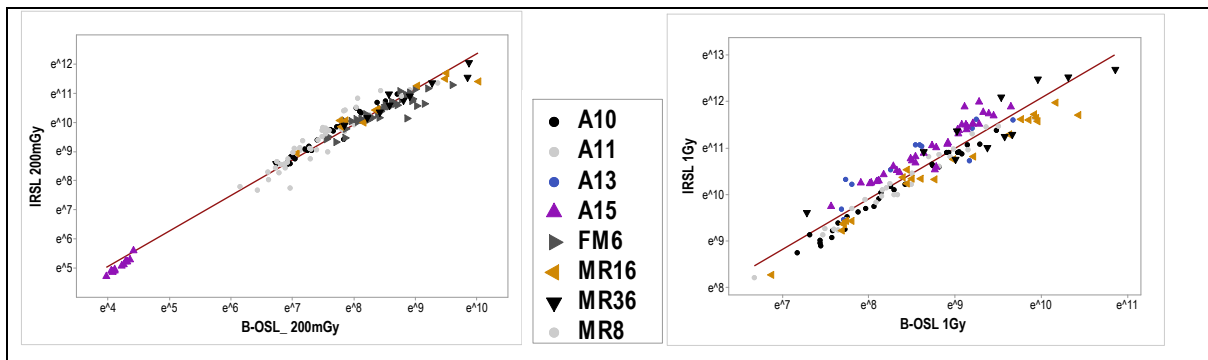 e^12
e^11
e^10
e^9
e^8
e^7
e^6
e^5
IRSL 200mGy
e^4 e^5 e^6 e^7 e^8 e^9 e^10
B-OSL_ 200mGy
A10
A11
A13
A15
FM6
MR16
MR36
MR8
e^13
e^12
e^11
e^10
e^9
e^8
IRSL 1Gy
e^7 e^8 e^9 e^10 e^11
B-OSL 1Gy